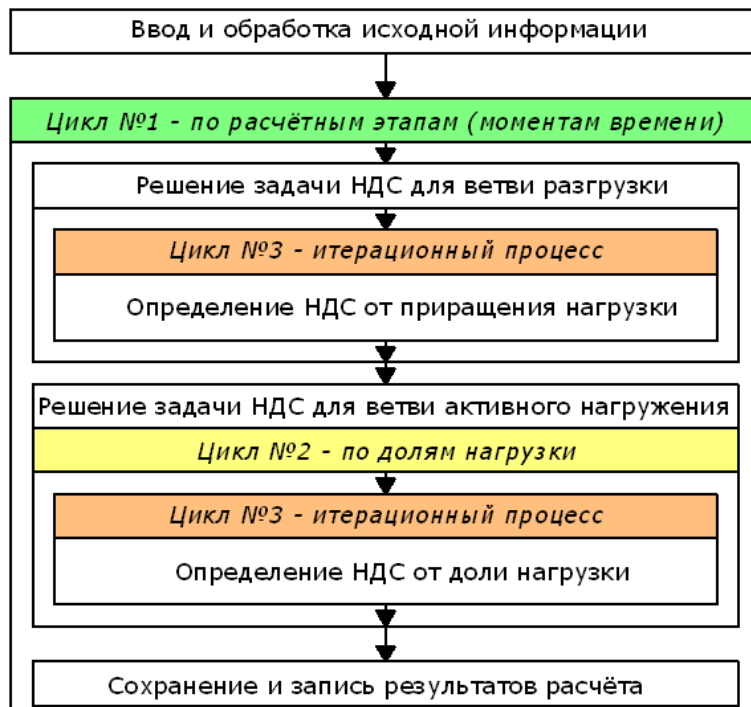 Ввод и обработка исходной информации
Цикл №1 - по расчётным этапам (моментам времени)
Решение задачи НДС для ветви разгрузки
Цикл №3 - итерационный процесс
Определение НДС от приращения нагрузки
Решение задачи НДС для ветви активного нагружения
Цикл №2 - по долям нагрузки
Цикл №3 - итерационный процесс
Определение НДС от доли нагрузки
Сохранение и запись результатов расчёта